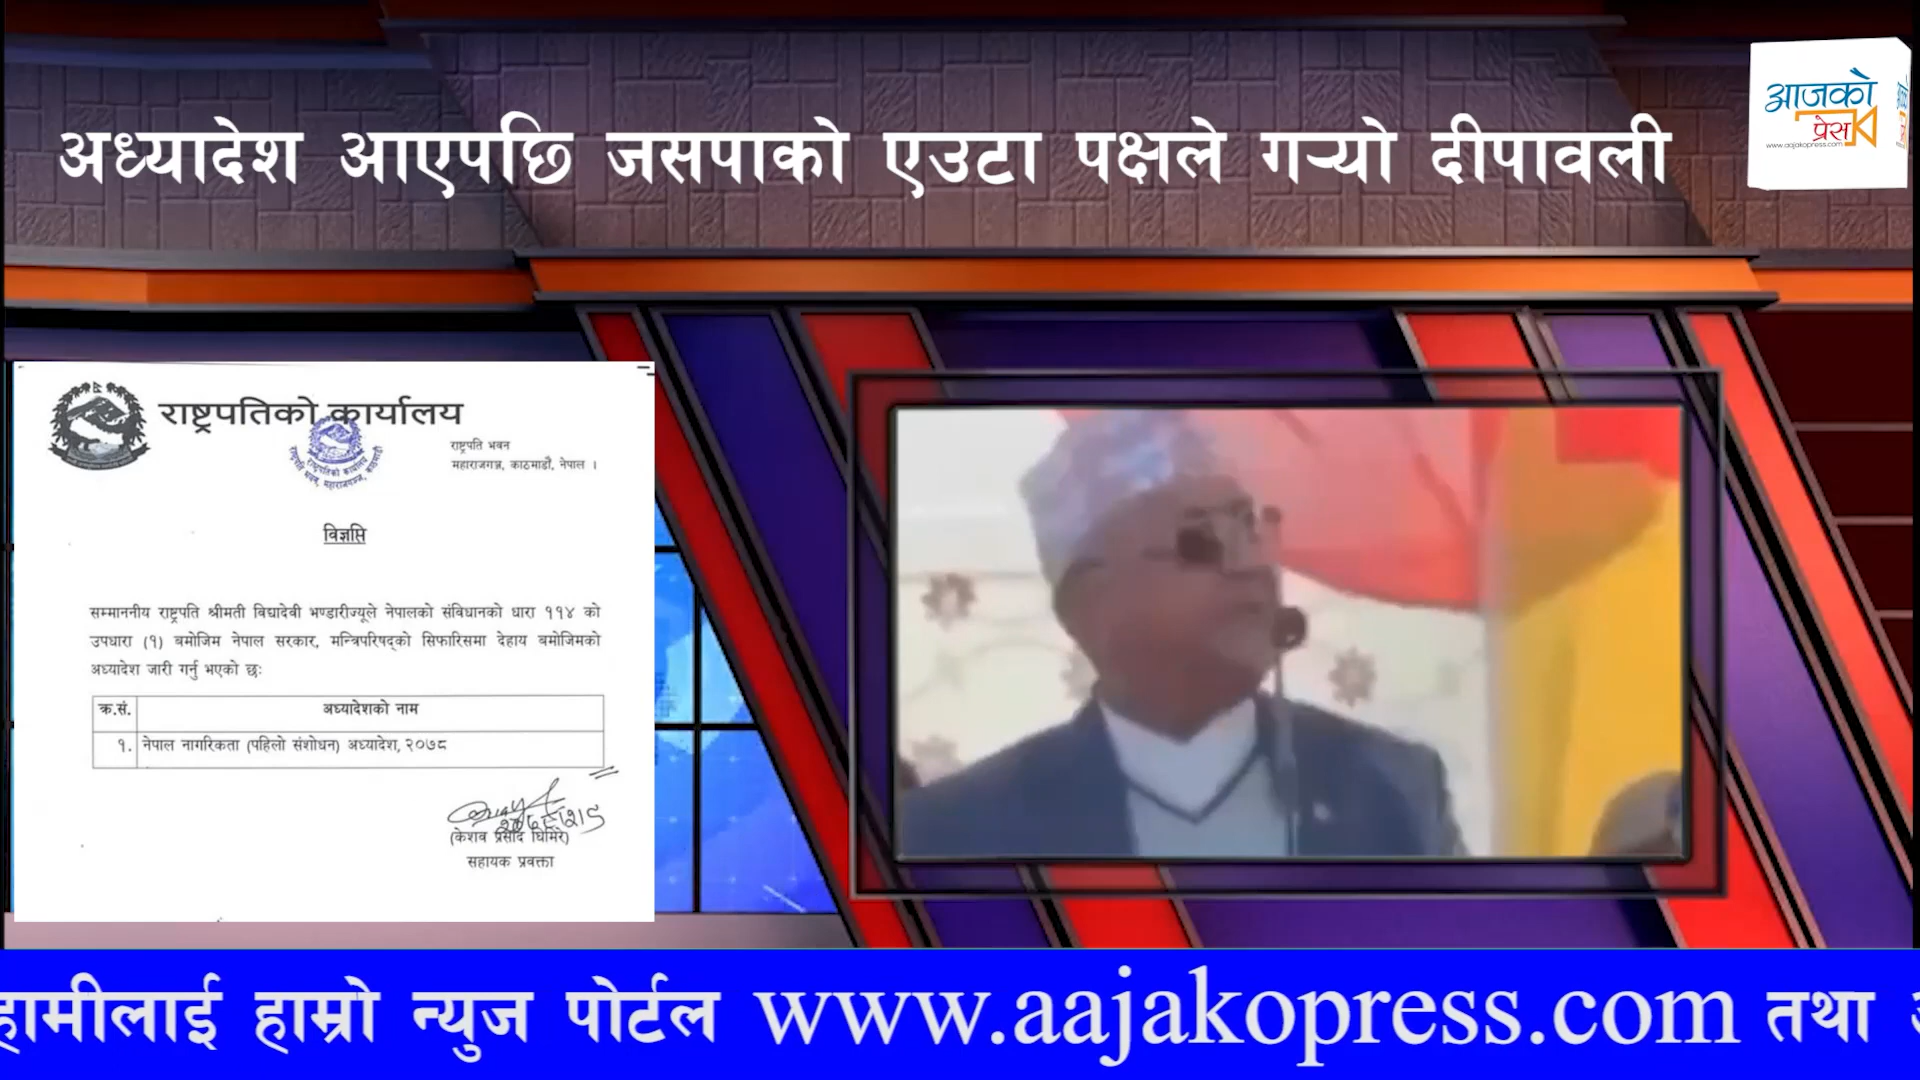 अध्यादेश आएपछि जसपाको एउटा पक्षले गर्‍यो दीपावली
आजको
प्रेस
www.aajakopress.com
राष्ट्रपतिको कार्यालय
राष्ट्रपति भवन
महाराजगञ्ज, काठमाडौं, नेपाल ।
विज्ञप्ति
सम्माननीय राष्ट्रपति श्रीमती विद्यादेवी भण्डारीज्यूले नेपालको संविधानको धारा ११४ को
उपधारा (१) बमोजिम नेपाल सरकार, मन्त्रिपरिषद्को सिफारिसमा देहाय बमोजिमको
अध्यादेश जारी गर्नु भएको छः
क्र.सं. अध्यादेशको नाम
१. नेपाल नागरिकता (पहिलो संशोधन) अध्यादेश, २०७८
(केशव प्रसाद घिमिरे)
सहायक प्रवक्ता
हामीलाई हाम्रो न्युज पोर्टल www.aajakopress.com तथा